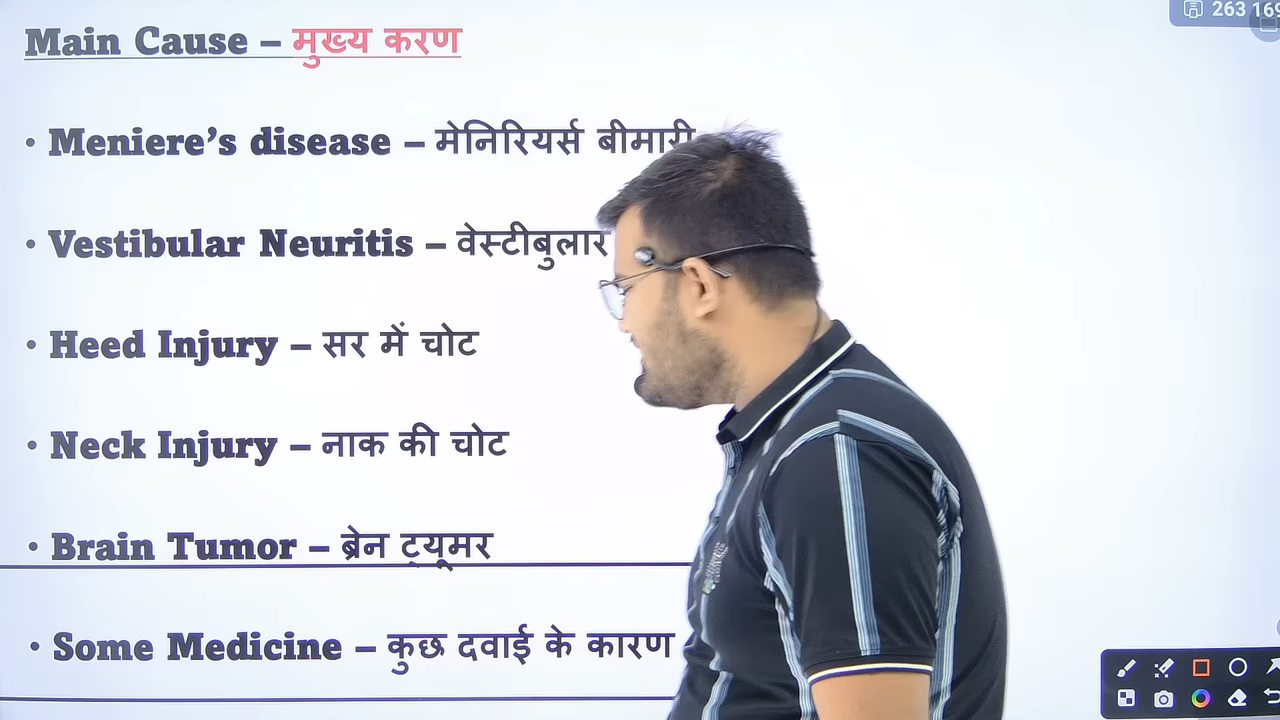 263 169
Main Cause – मुख्य करण
• Meniere’s disease – मेनिरियर्स बीमारी
• Vestibular Neuritis – वेस्टीबुलार
• Heed Injury – सर में चोट
• Neck Injury – नाक की चोट
• Brain Tumor – ब्रेन ट्यूमर
• Some Medicine – कुछ दवाई के कारण